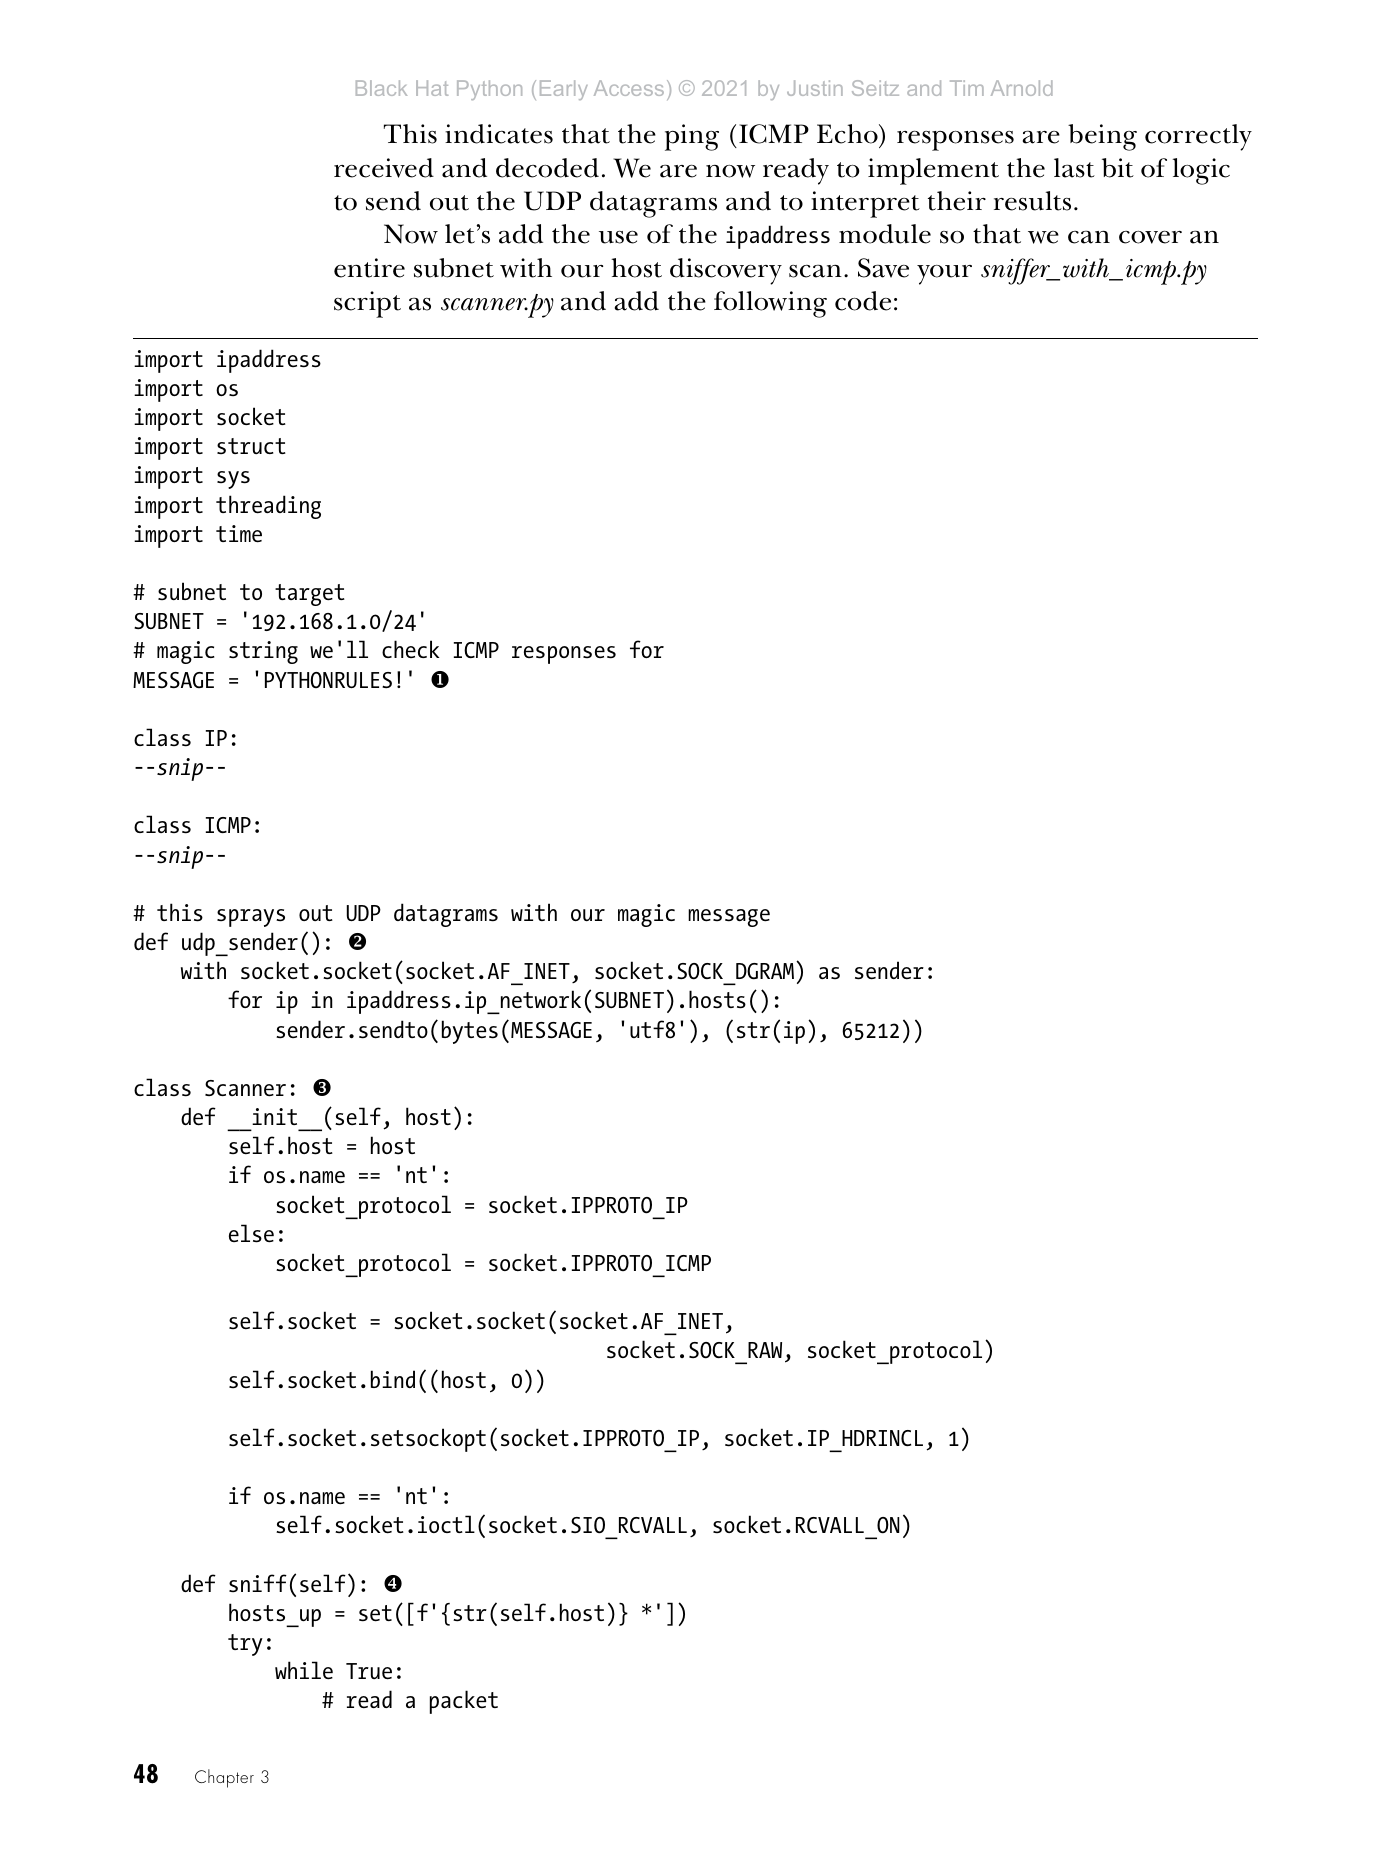 Black Hat Python (Early Access) © 2021 by Justin Seitz and Tim Arnold
This indicates that the ping (ICMP Echo) responses are being correctly
received and decoded. We are now ready to implement the last bit of logic
to send out the UDP datagrams and to interpret their results.
Now let’s add the use of the ipaddress module so that we can cover an
entire subnet with our host discovery scan. Save your sniffer_with_icmp.py
script as scanner.py and add the following code:
import ipaddress
import os
import socket
import struct
import sys
import threading
import time

# subnet to target
SUBNET = '192.168.1.0/24'
# magic string we'll check ICMP responses for
MESSAGE = 'PYTHONRULES!' ❶

class IP:
--snip--

class ICMP:
--snip--

# this sprays out UDP datagrams with our magic message
def udp_sender(): ❷
    with socket.socket(socket.AF_INET, socket.SOCK_DGRAM) as sender:
        for ip in ipaddress.ip_network(SUBNET).hosts():
            sender.sendto(bytes(MESSAGE, 'utf8'), (str(ip), 65212))

class Scanner: ❸
    def __init__(self, host):
        self.host = host
        if os.name == 'nt':
            socket_protocol = socket.IPPROTO_IP
        else:
            socket_protocol = socket.IPPROTO_ICMP

        self.socket = socket.socket(socket.AF_INET,
                                        socket.SOCK_RAW, socket_protocol)
        self.socket.bind((host, 0))

        self.socket.setsockopt(socket.IPPROTO_IP, socket.IP_HDRINCL, 1)

        if os.name == 'nt':
            self.socket.ioctl(socket.SIO_RCVALL, socket.RCVALL_ON)

    def sniff(self): ❹
        hosts_up = set([f'{str(self.host)} *'])
        try:
            while True:
                # read a packet
48 Chapter 3